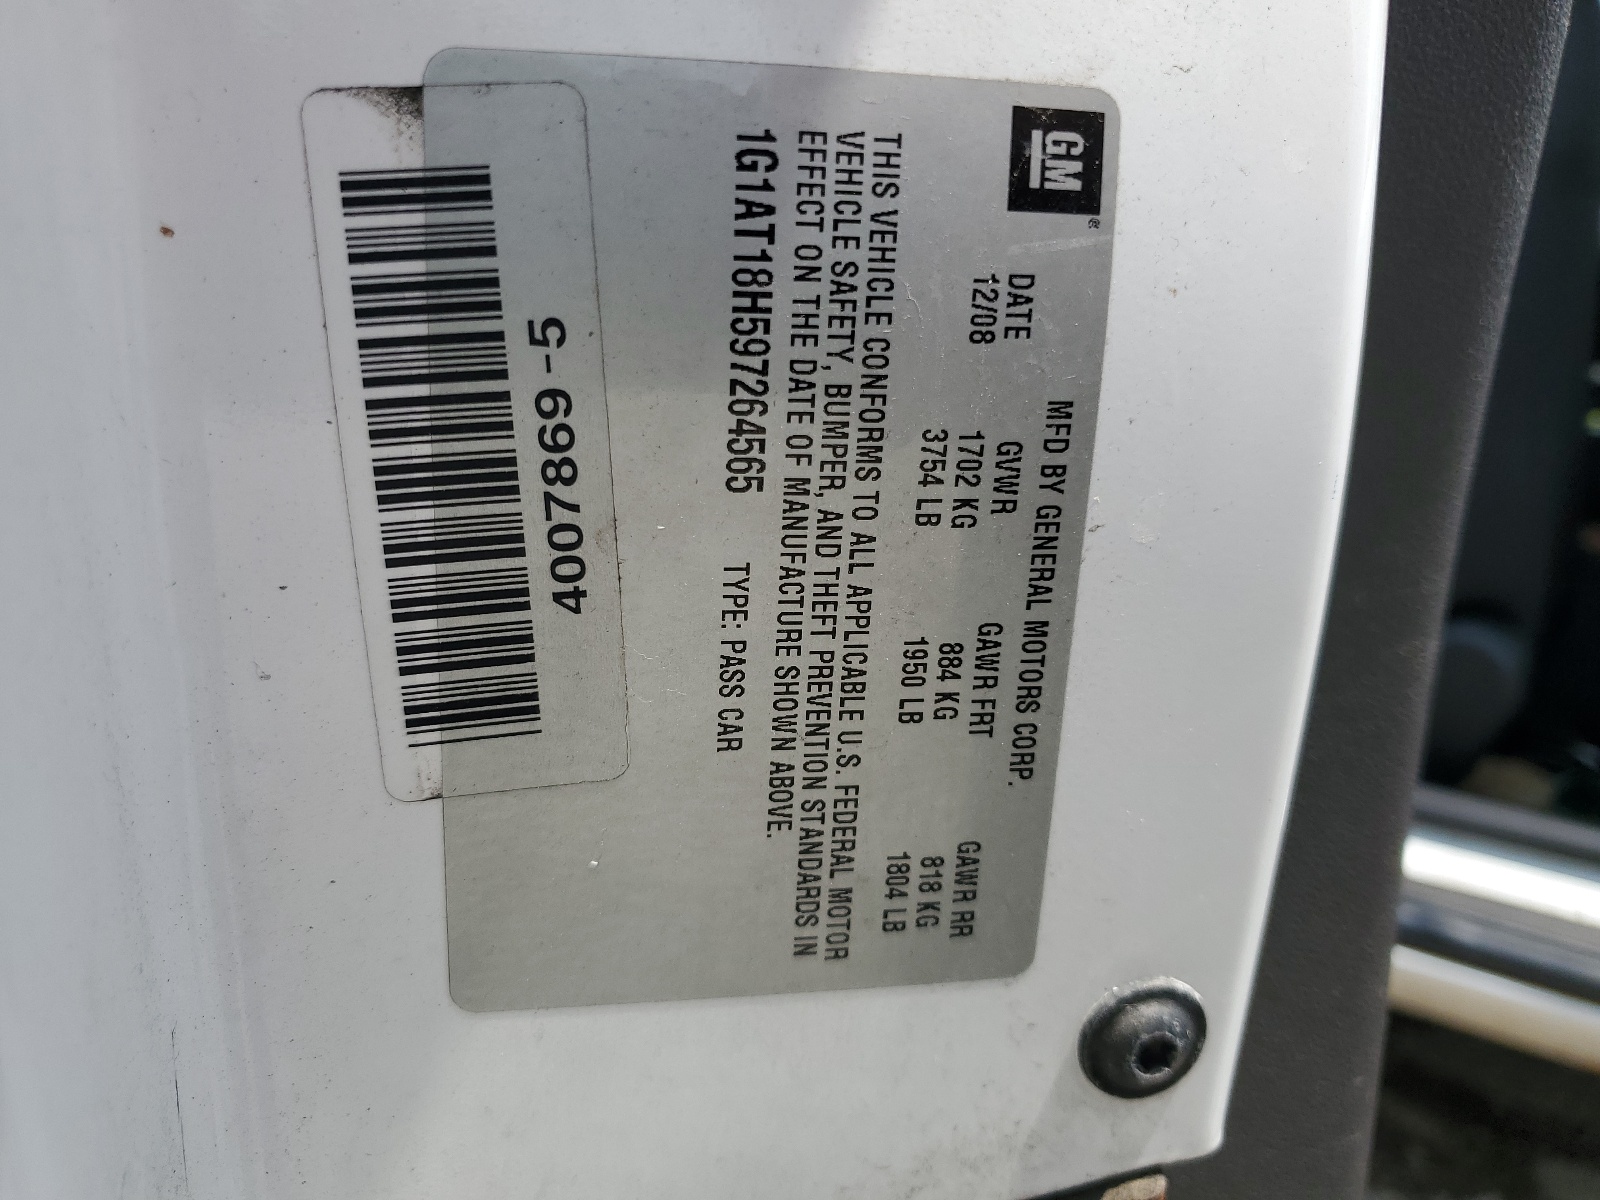 GM®
MFD BY GENERAL MOTORS CORP.
DATE GVWR GAWR FRT GAWR RR
12/08 1702 KG 884 KG 818 KG
3754 LB 1950 LB 1804 LB
THIS VEHICLE CONFORMS TO ALL APPLICABLE U.S. FEDERAL MOTOR
VEHICLE SAFETY, BUMPER, AND THEFT PREVENTION STANDARDS IN
EFFECT ON THE DATE OF MANUFACTURE SHOWN ABOVE.
1G1AT18H597264565 TYPE: PASS CAR
4007869-5